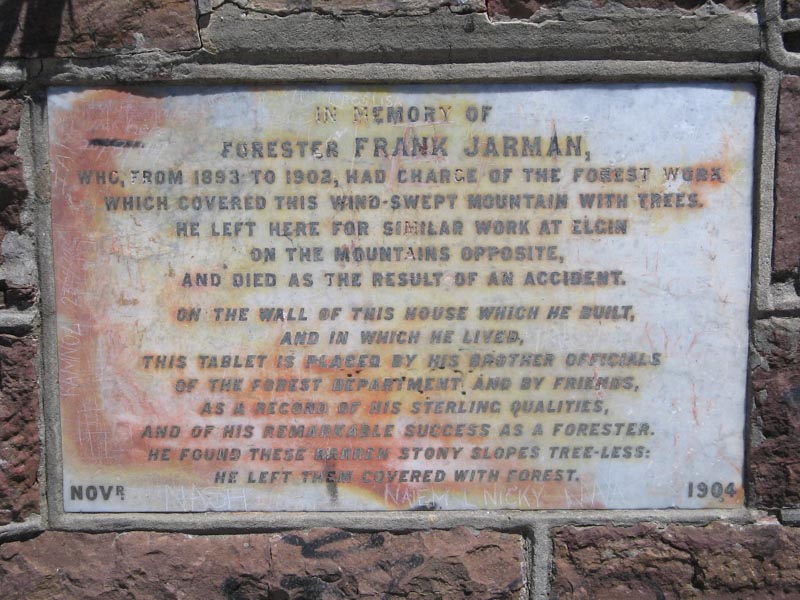 IN MEMORY OF
FORESTER FRANK JARMAN,
WHO, FROM 1893 TO 1902, HAD CHARGE OF THE FOREST WORK
WHICH COVERED THIS WIND-SWEPT MOUNTAIN WITH TREES.
HE LEFT HERE FOR SIMILAR WORK AT ELGIN
ON THE MOUNTAINS OPPOSITE,
AND DIED AS THE RESULT OF AN ACCIDENT.
ON THE WALL OF THIS HOUSE WHICH HE BUILT,
AND IN WHICH HE LIVED,
THIS TABLET IS PLACED BY HIS BROTHER OFFICIALS
OF THE FOREST DEPARTMENT, AND BY FRIENDS,
AS A RECORD OF HIS STERLING QUALITIES,
AND OF HIS REMARKABLE SUCCESS AS A FORESTER.
HE FOUND THESE BARREN STONY SLOPES TREE-LESS:
HE LEFT THEM COVERED WITH FOREST.
NOVR 1904
NICKY